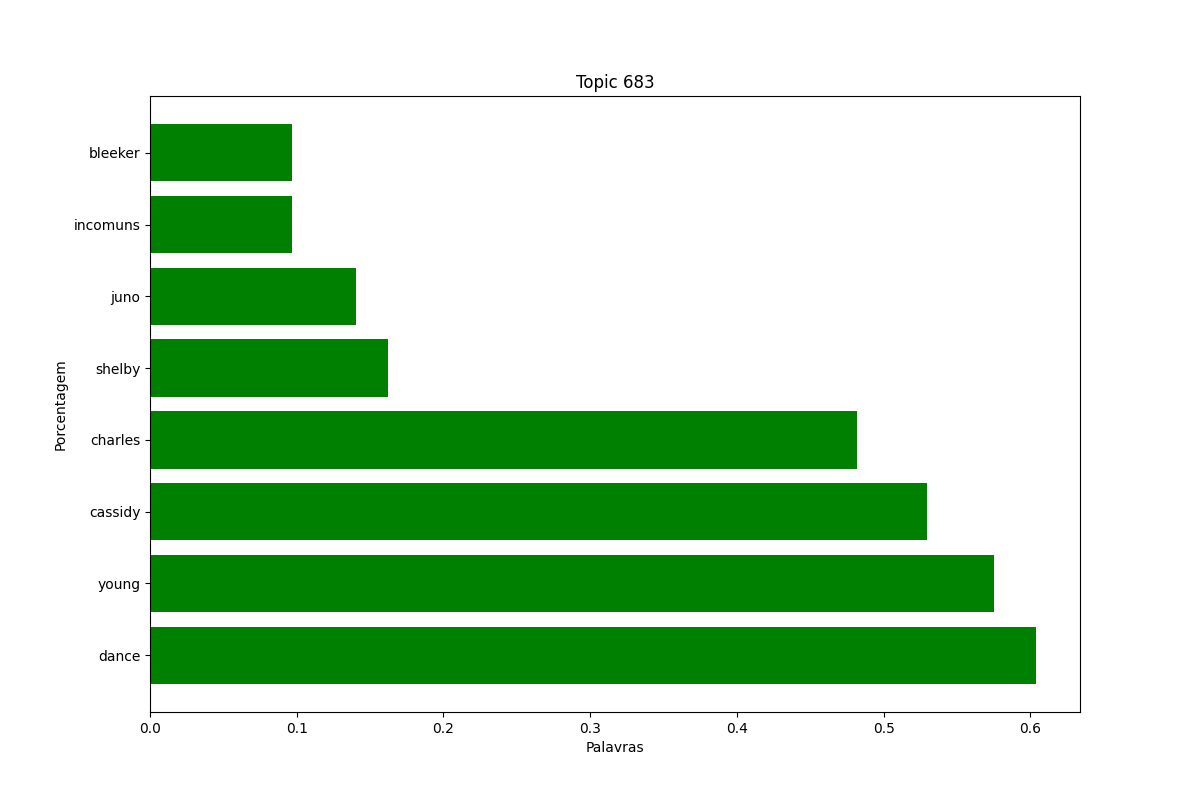 Topic 683
bleeker
incomuns
juno
shelby
charles
cassidy
young
dance
Porcentagem
0.0 0.1 0.2 0.3 0.4 0.5 0.6
Palavras